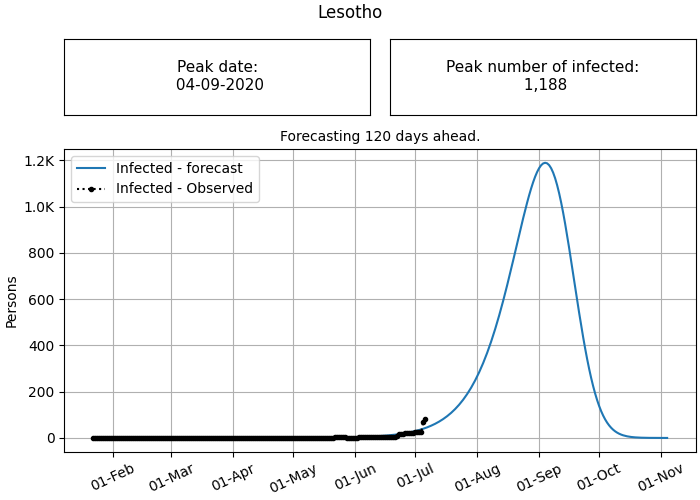 Lesotho
Peak date:
04-09-2020
Peak number of infected:
1,188
Forecasting 120 days ahead.
Infected - forecast
Infected - Observed
1.2K
1.0K
800
600
400
200
0
Persons
01-Feb
01-Mar
01-Apr
01-May
01-Jun
01-Jul
01-Aug
01-Sep
01-Oct
01-Nov